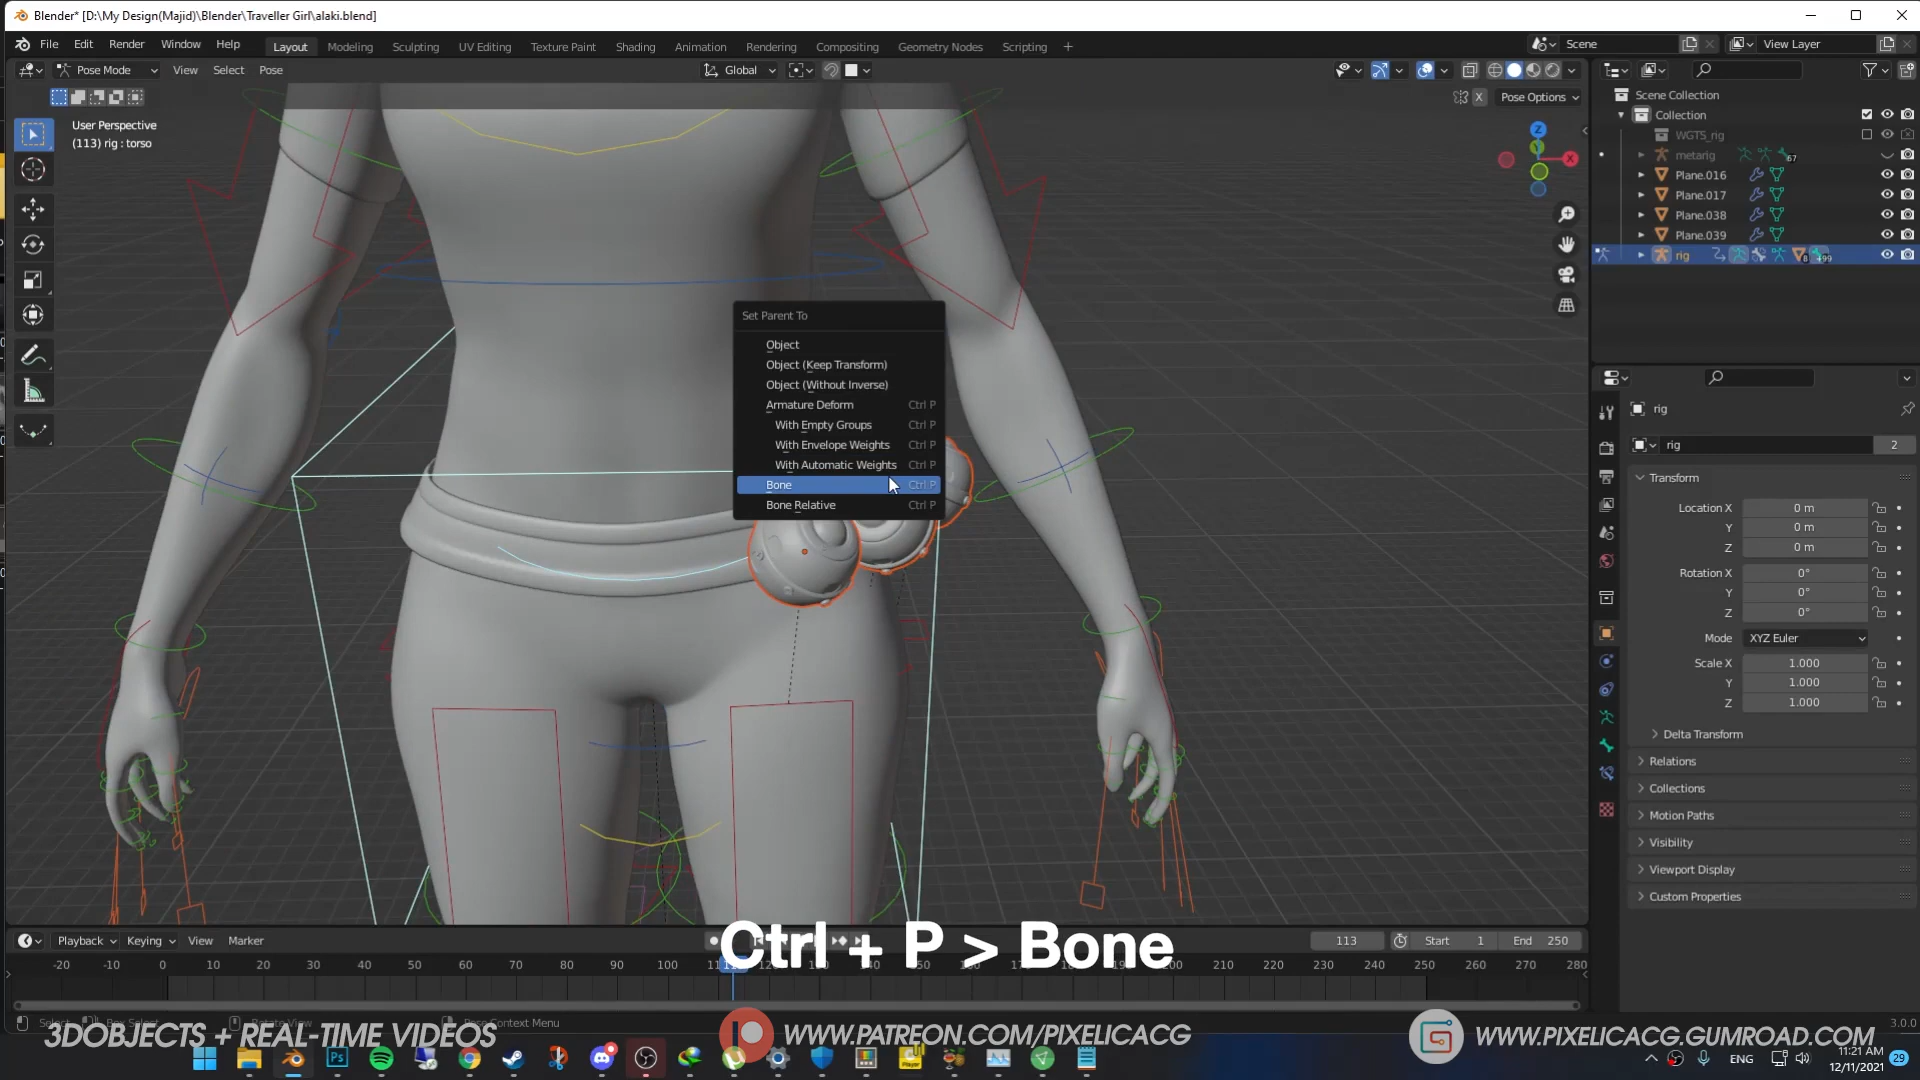 Blender* [D:\My Design(Majid)\Blender\Traveller Girl\alaki.blend]
File Edit Render Window Help Layout Modeling Sculpting UV Editing Texture Paint Shading Animation Rendering Compositing Geometry Nodes Scripting + Scene View Layer
Pose Mode View Select Pose Global
X Pose Options
User Perspective
(113) rig : torso
Z
X
Scene Collection
Collection
WGTS_rig
metarig 67
Plane.016
Plane.017
Plane.038
Plane.039
rig 8 +99
Set Parent To
Object
Object (Keep Transform)
Object (Without Inverse)
Armature Deform Ctrl P
With Empty Groups Ctrl P
With Envelope Weights Ctrl P
With Automatic Weights Ctrl P
Bone Ctrl P
Bone Relative Ctrl P
rig
rig 2
Transform
Location X 0 m
Y 0 m
Z 0 m
Rotation X 0°
Y 0°
Z 0°
Mode XYZ Euler
Scale X 1.000
Y 1.000
Z 1.000
Delta Transform
Relations
Collections
Motion Paths
Visibility
Viewport Display
Custom Properties
Playback Keying View Marker 113 Start 1 End 250
Ctrl + P > Bone
-20 -10 0 10 20 30 40 50 60 70 80 90 100 210 220 230 240 250 260 270 280
Pose Context Menu 3.0.0
3DOBJECTS + REAL-TIME VIDEOS WWW.PATREON.COM/PIXELICACG WWW.PIXELICACG.GUMROAD.COM
ENG 11:21 AM 29
12/11/2021